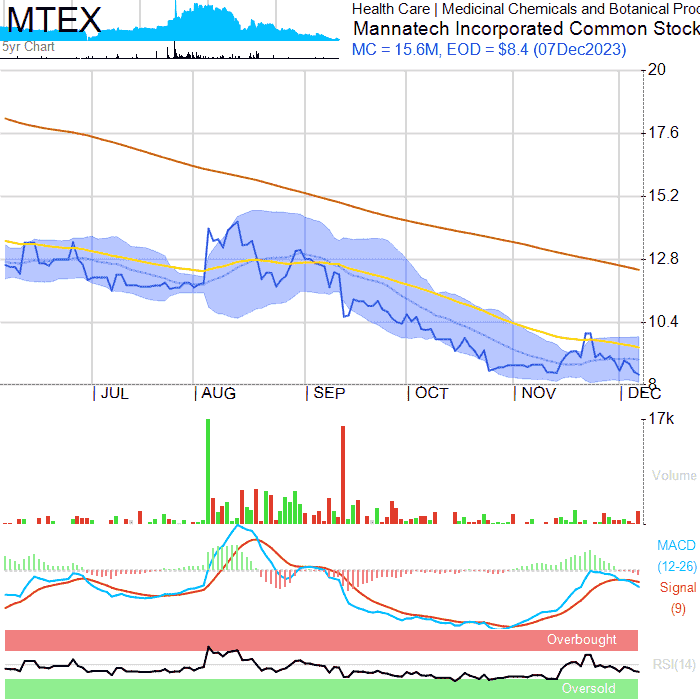 MTEX
5yr Chart
Health Care | Medicinal Chemicals and Botanical Proc
Mannatech Incorporated Common Stock
MC = 15.6M, EOD = $8.4 (07Dec2023)
20
17.6
15.2
12.8
10.4
8
JUL AUG SEP OCT NOV DEC
17k
Volume
MACD
(12-26)
Signal
(9)
Overbought
RSI(14)
Oversold